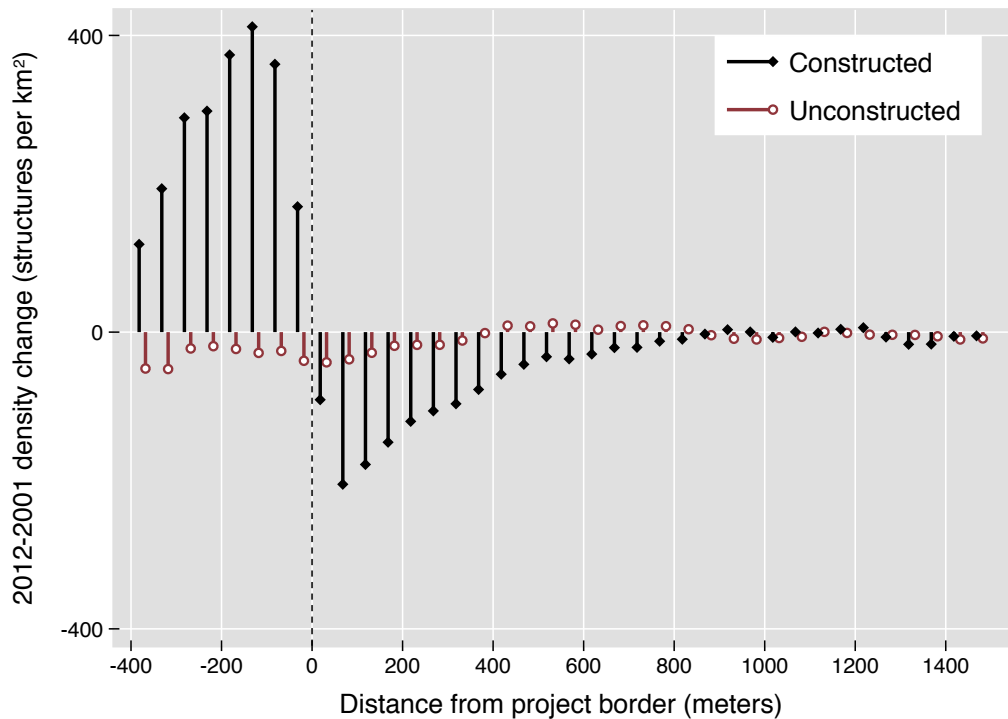 2012-2001 density change (structures per km²)
400
0
-400
Constructed
Unconstructed
-400 -200 0 200 400 600 800 1000 1200 1400
Distance from project border (meters)